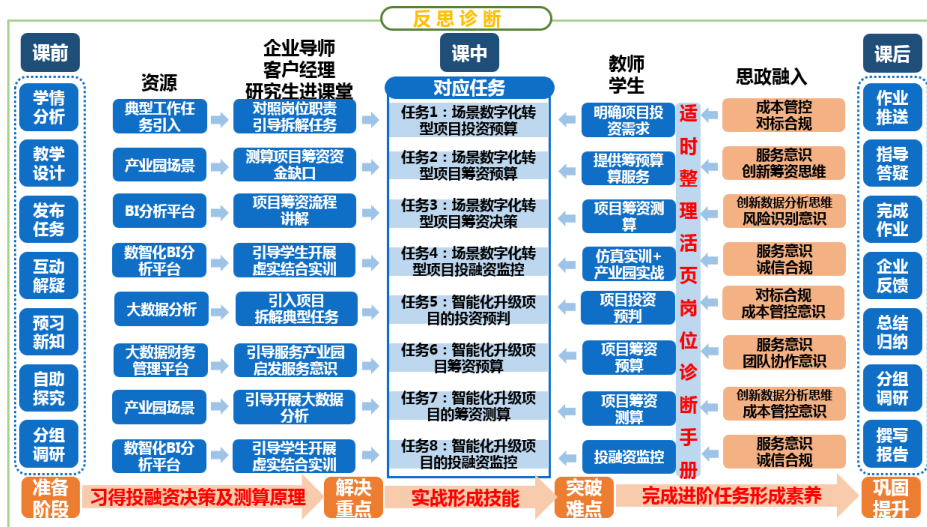 反思诊断
课前
学情
分析
教学
设计
发布
任务
互动
解疑
预习
新知
自助
探究
分组
调研
准备
阶段
资源
典型工作任
务引入
产业园场景
BI分析平台
数智化BI分
析平台
大数据分析
大数据财务
管理平台
产业园场景
数智化BI分
析平台
企业导师
客户经理
研究生进课堂
对照岗位职责
引导拆解任务
测算项目筹资资
金缺口
项目筹资流程
讲解
引导学生开展
虚实结合实训
引入项目
拆解典型任务
引导服务产业园
启发服务意识
引导开展大数据
分析
引导学生开展
虚实结合实训
习得投融资决策及测算原理
课中
对应任务
任务1：场景数字化转
型项目投资预算
任务2：场景数字化转
型项目筹资预算
任务3：场景数字化转
型项目筹资决策
任务4：场景数字化转
型项目投融资监控
任务5：智能化升级项
目的投资预判
任务6：智能化升级项
目筹资预算
任务7：智能化升级项
目的筹资测算
任务8：智能化升级项
目的投融资监控
解决
重点
实战形成技能
突破
难点
教师
学生
明确项目投
资需求
提供筹预算
算服务
项目筹资测
算
仿真实训+
产业园实战
项目投资
预判
项目筹资
预算
项目筹资
测算
投融资监控
适时整理活页岗位诊断手册
思政融入
成本管控
对标合规
服务意识
创新筹资思维
创新数据分析思维
风险识别意识
服务意识
诚信合规
对标合规
成本管控意识
服务意识
团队协作意识
创新数据分析思维
成本管控意识
服务意识
诚信合规
完成进阶任务形成素养
课后
作业
推送
指导
答疑
完成
作业
企业
反馈
总结
归纳
分组
调研
撰写
报告
巩固
提升